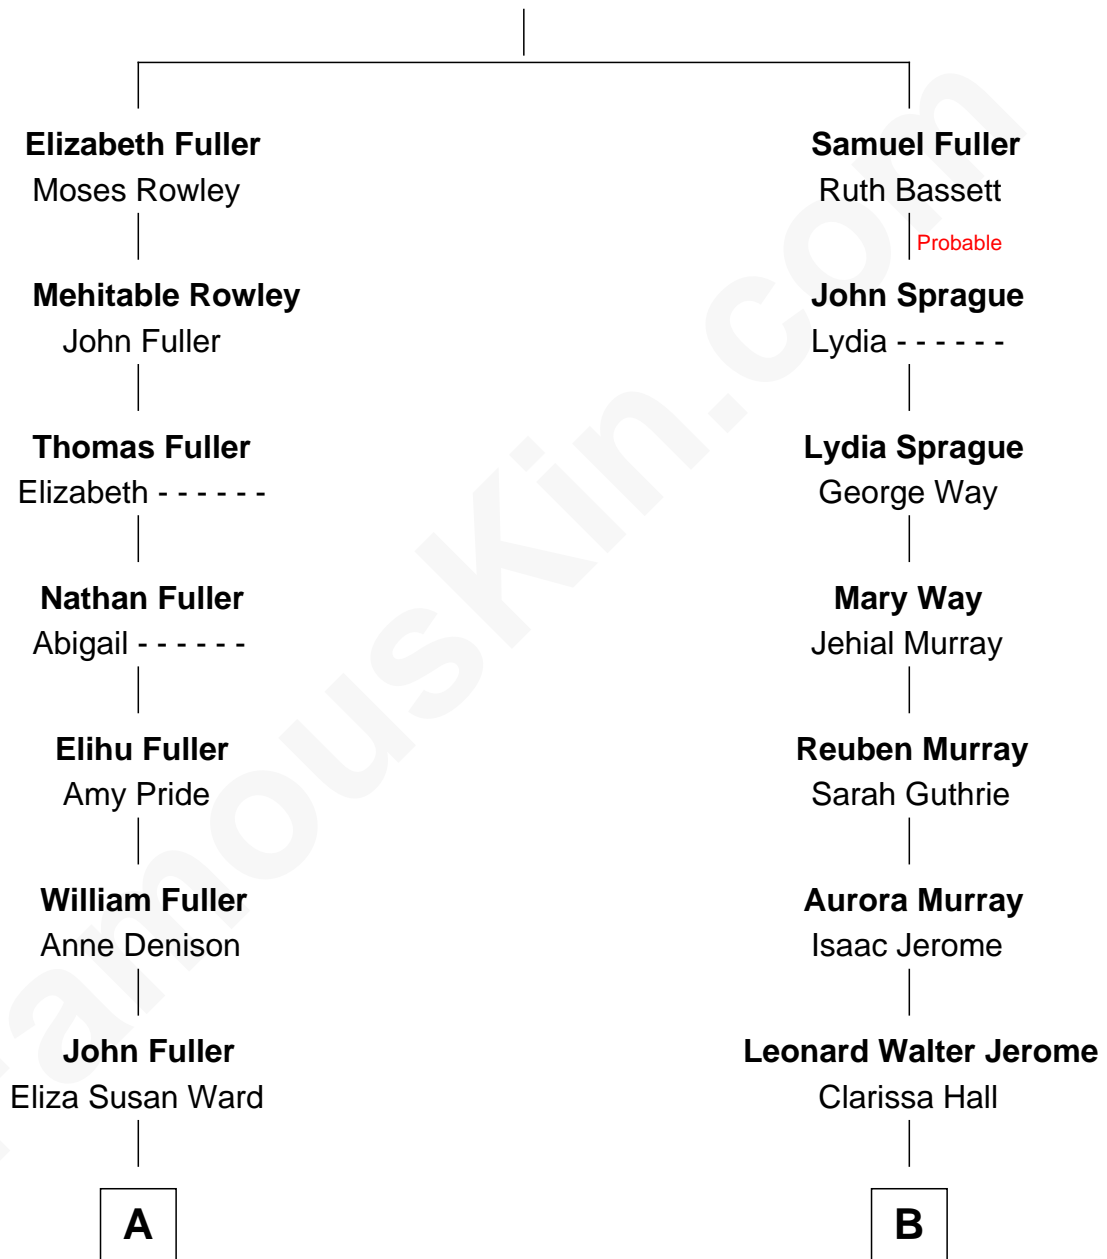 Elizabeth Fuller
Moses Rowley
Mehitable Rowley
John Fuller
Thomas Fuller
Elizabeth - - - - - -
Nathan Fuller
Abigail - - - - - -
Elihu Fuller
Amy Pride
William Fuller
Anne Denison
John Fuller
Eliza Susan Ward
A
Samuel Fuller
Ruth Bassett
Probable
John Sprague
Lydia - - - - - -
Lydia Sprague
George Way
Mary Way
Jehial Murray
Reuben Murray
Sarah Guthrie
Aurora Murray
Isaac Jerome
Leonard Walter Jerome
Clarissa Hall
B
FamousKin.com